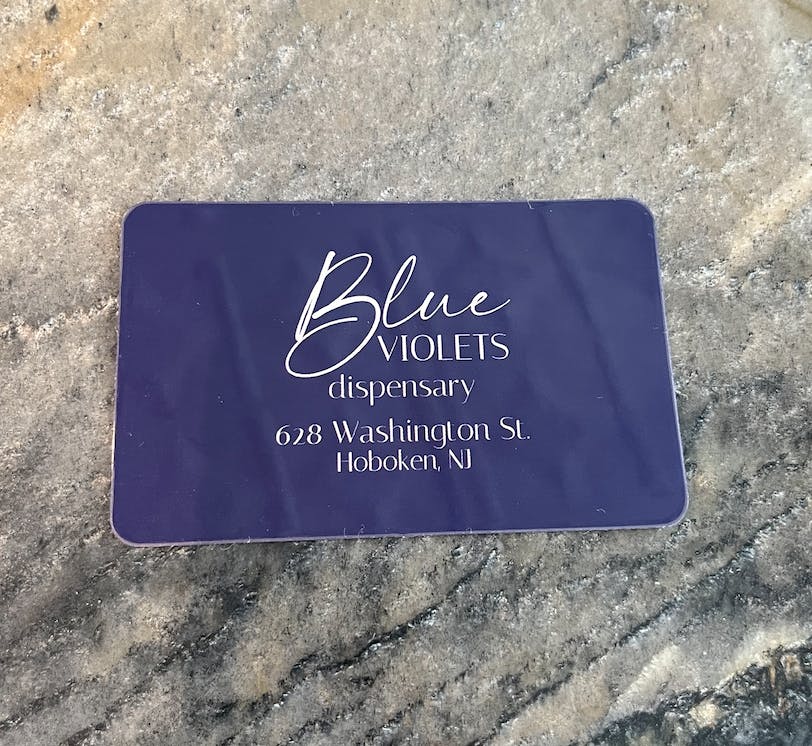 Blue
VIOLETS
dispensary
628 Washington St.
Hoboken, NJ